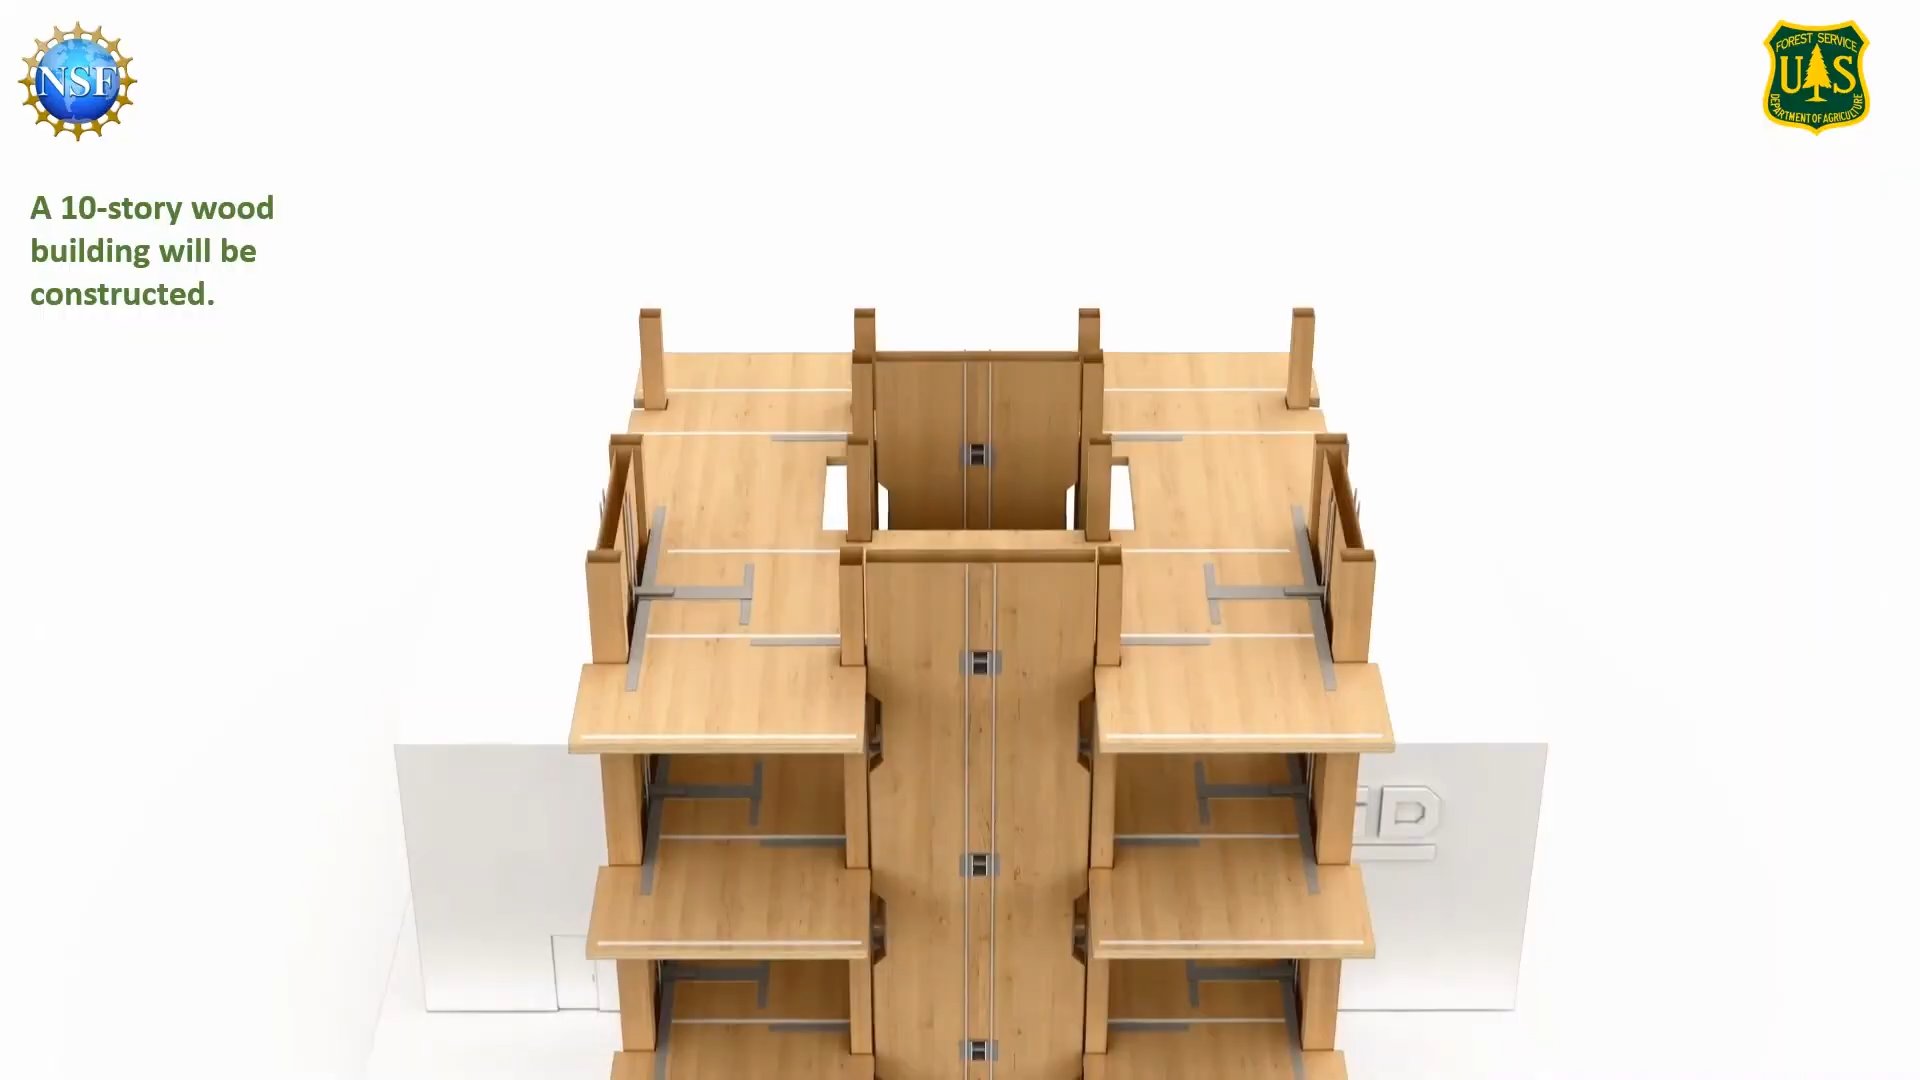 NSF
FOREST SERVICE
U S
DEPARTMENT OF AGRICULTURE
A 10-story wood
building will be
constructed.
D